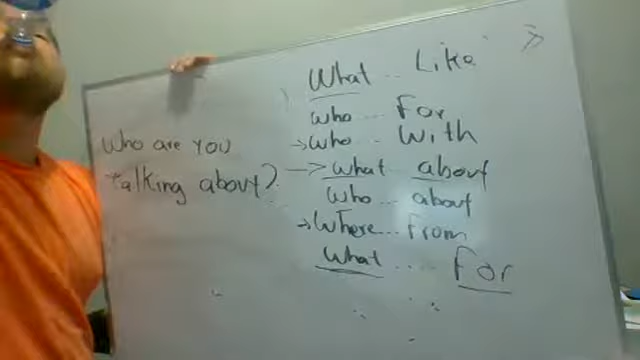 Who are you
talking about?
What .. Like
who ... For
→ who ... With
→ what about
Who .. about
→ Where... From
What .... For